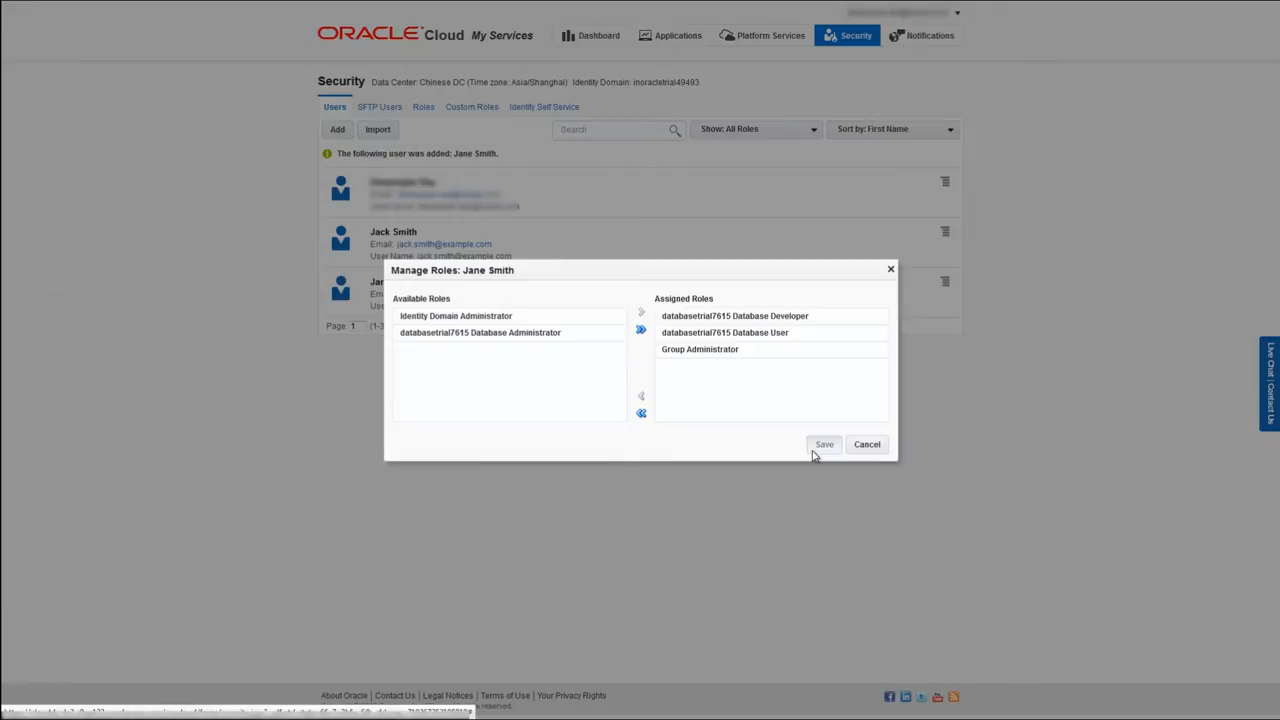 ORACLE Cloud My Services
Dashboard
Applications
Platform Services
Security
Notifications
Security Data Center: Chinese DC (Time zone: Asia/Shanghai) Identity Domain: inoracletrial49493
Users SFTP Users Roles Custom Roles Identity Self Service
Add Import Search Show: All Roles Sort by: First Name
The following user was added: Jane Smith.
Jack Smith
Email: jack.smith@example.com
User Name: jack.smith@example.com
Manage Roles: Jane Smith
Available Roles
Identity Domain Administrator
databasetrial7615 Database Administrator
Assigned Roles
databasetrial7615 Database Developer
databasetrial7615 Database User
Group Administrator
Save Cancel
Page: 1
Live Chat | Contact Us
About Oracle | Contact Us | Legal Notices | Terms of Use | Your Privacy Rights